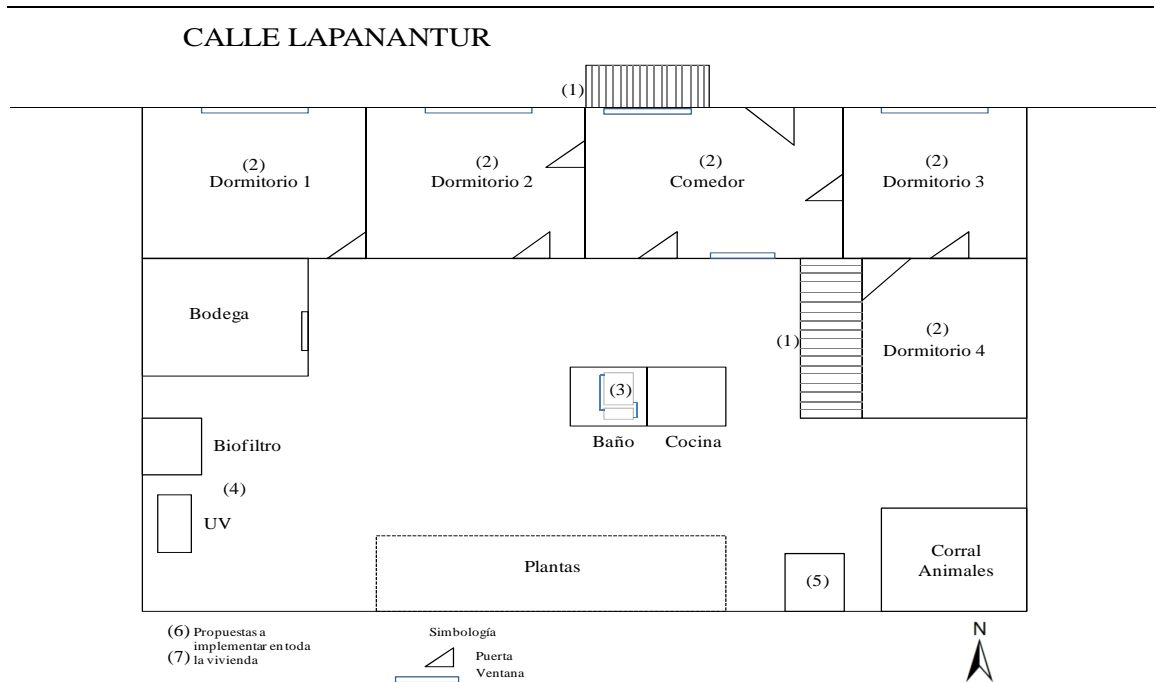 CALLE LAPANANTUR
(1)
(2)
Dormitorio 1
(2)
Dormitorio 2
(2)
Comedor
(2)
Dormitorio 3
Bodega
(1)
(2)
Dormitorio 4
(3)
Baño
Cocina
Biofiltro
(4)
UV
Plantas
(5)
Corral
Animales
(6) Propuestas a
implementar en toda
(7) la vivienda
Simbología
Puerta
Ventana
N